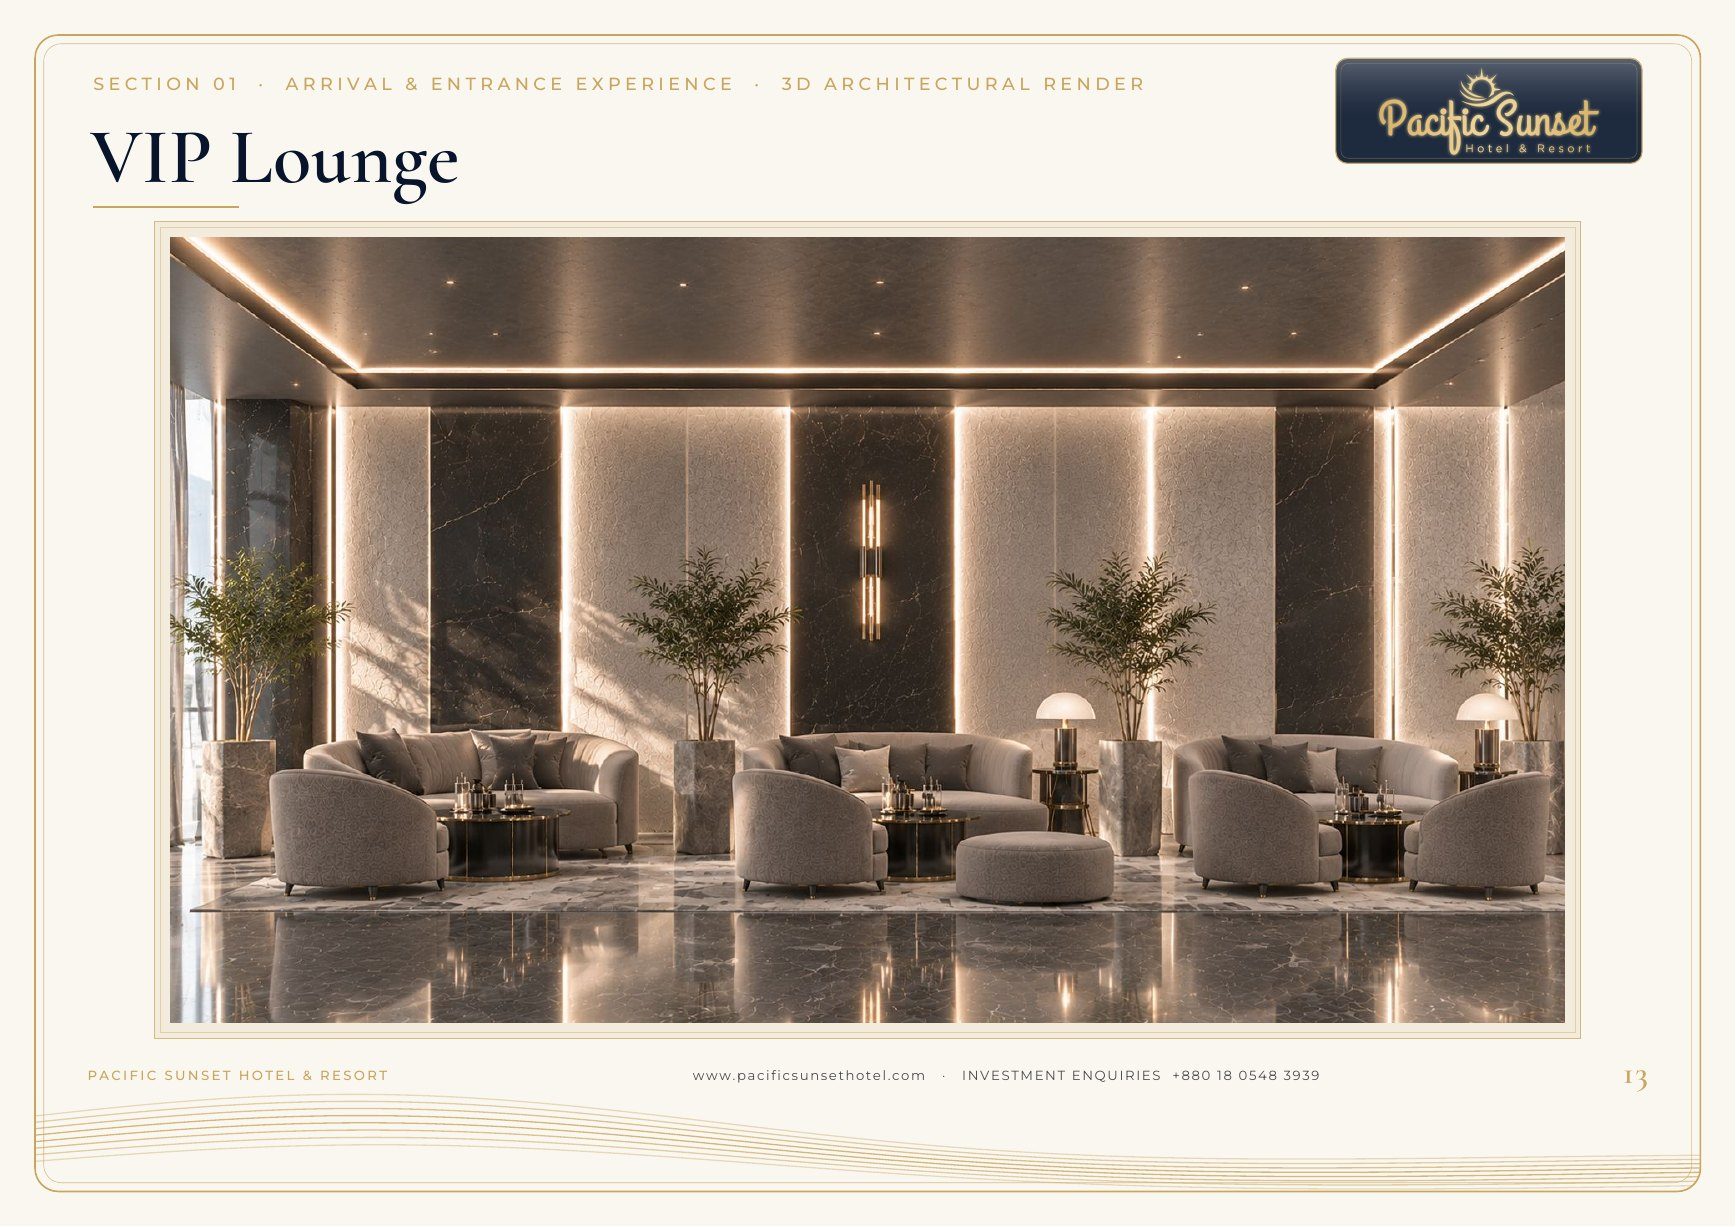 SECTION 01 · ARRIVAL & ENTRANCE EXPERIENCE · 3D ARCHITECTURAL RENDER
VIP Lounge
Pacific Sunset
Hotel & Resort
PACIFIC SUNSET HOTEL & RESORT
www.pacificsunsethotel.com · INVESTMENT ENQUIRIES +880 18 0548 3939
13